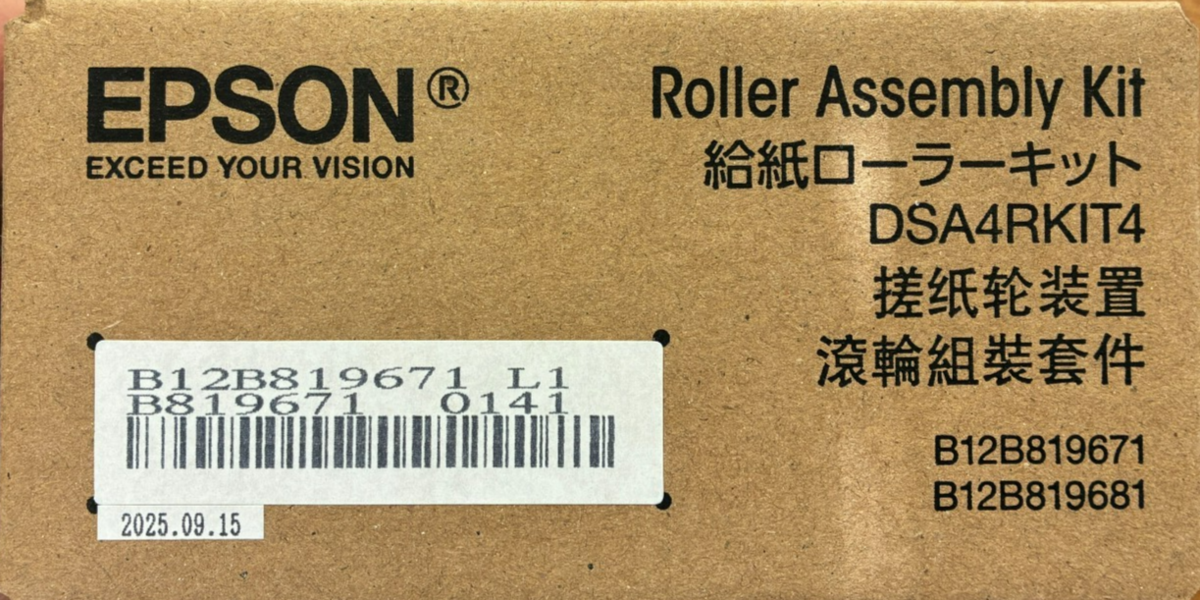 EPSON®
EXCEED YOUR VISION
Roller Assembly Kit
給紙ローラーキット
DSA4RKIT4
搓纸轮装置
滾輪組裝套件
B12B819671
B12B819681
B12B819671 L1
B819671 0141
2025.09.15